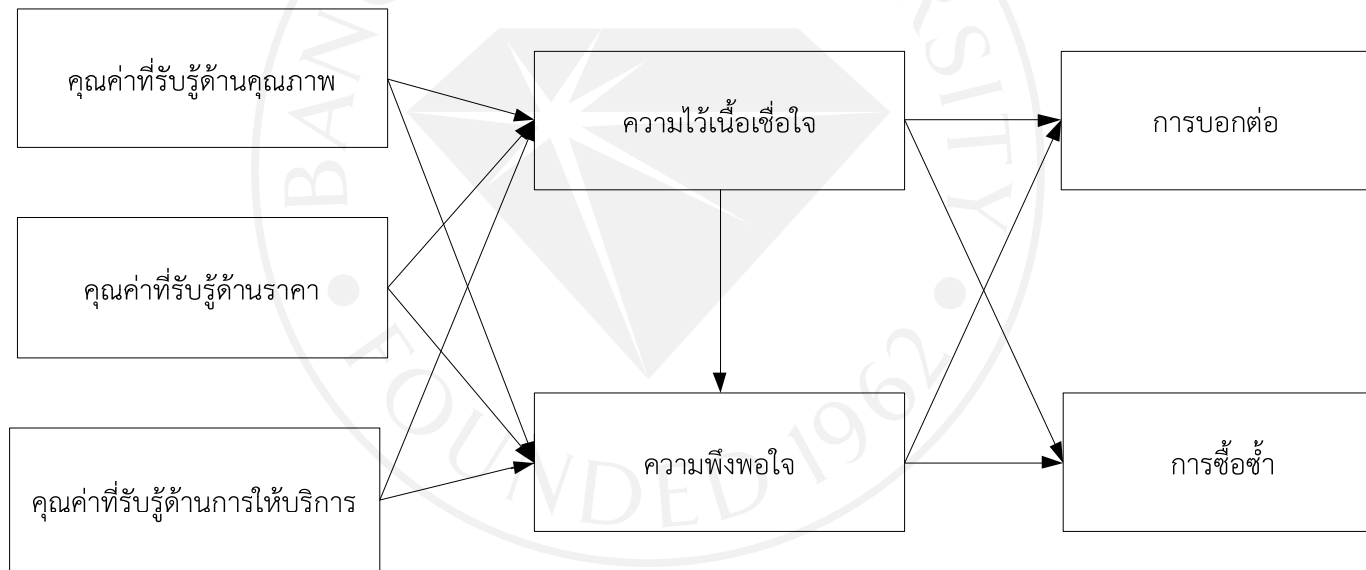 คุณค่าที่รับรู้ด้านคุณภาพ
ความไว้เนื้อเชื่อใจ
การบอกต่อ
คุณค่าที่รับรู้ด้านราคา
ความพึงพอใจ
การซื้อซ้ำ
คุณค่าที่รับรู้ด้านการให้บริการ
FOUNDED 1962